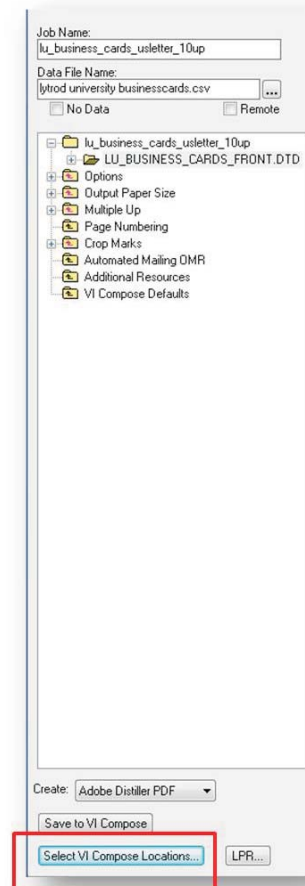 Job Name:
lu_business_cards_usletter_10up
Data File Name:
lytrod university businesscards.csv ...
No Data Remote
lu_business_cards_usletter_10up
LU_BUSINESS_CARDS_FRONT.DTD
Options
Output Paper Size
Multiple Up
Page Numbering
Crop Marks
Automated Mailing OMR
Additional Resources
VI Compose Defaults
Create: Adobe Distiller PDF
Save to VI Compose
Select VI Compose Locations... LPR...